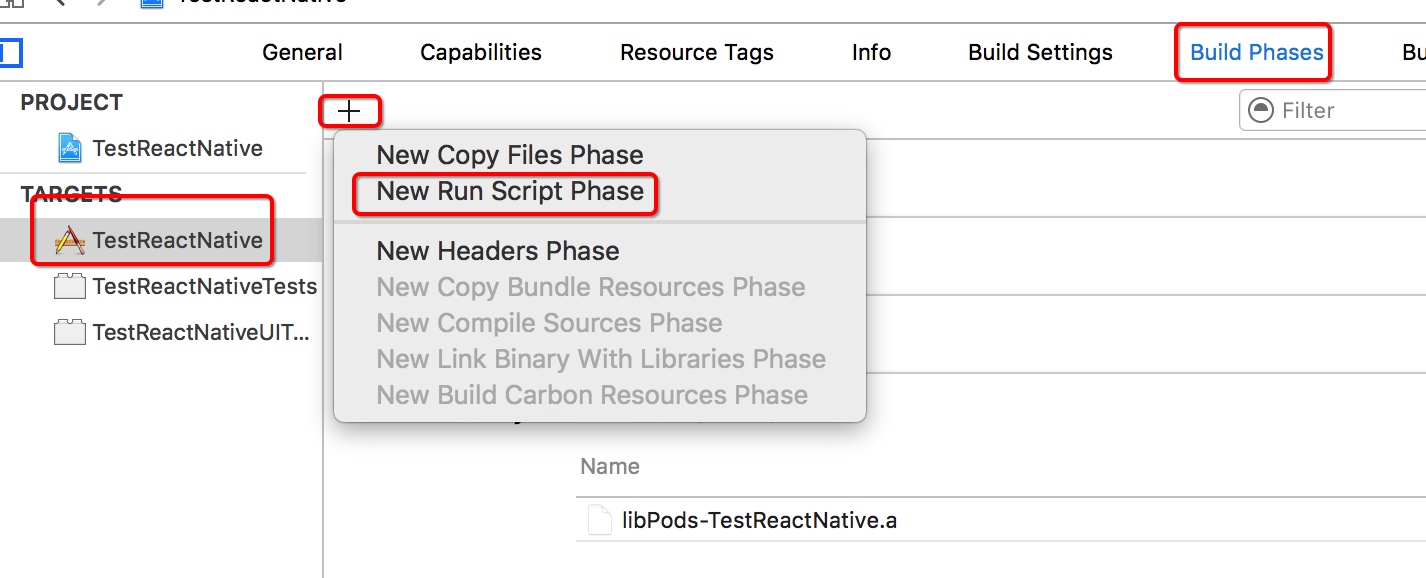 TestReactNative
General Capabilities Resource Tags Info Build Settings Build Phases Bu
PROJECT
Filter
TestReactNative
TARGETS
TestReactNative
TestReactNativeTests
TestReactNativeUIT...
New Copy Files Phase
New Run Script Phase
New Headers Phase
New Copy Bundle Resources Phase
New Compile Sources Phase
New Link Binary With Libraries Phase
New Build Carbon Resources Phase
Name
libPods-TestReactNative.a